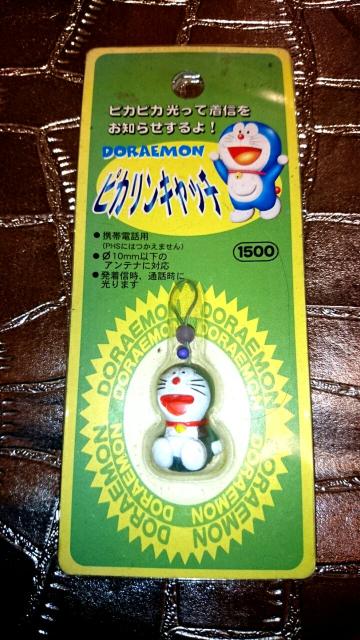 ピカピカ光って着信を
お知らせするよ！
DORAEMON
ピカリンキャッチ
● 携帯電話用
(PHSにはつかえません)
● Ø10mm以下の
アンテナに対応
● 発着信時、通話時に
光ります
1500
DORAEMON DORAEMON DORAEMON DORAEMON
DORAEMON DORAEMON DORAEMON DORAEMON